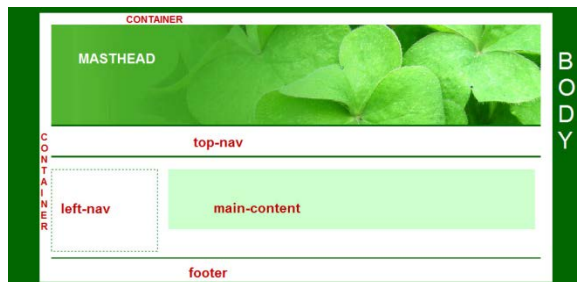 CONTAINER
MASTHEAD
BODY
top-nav
CONTAINER
left-nav
main-content
footer